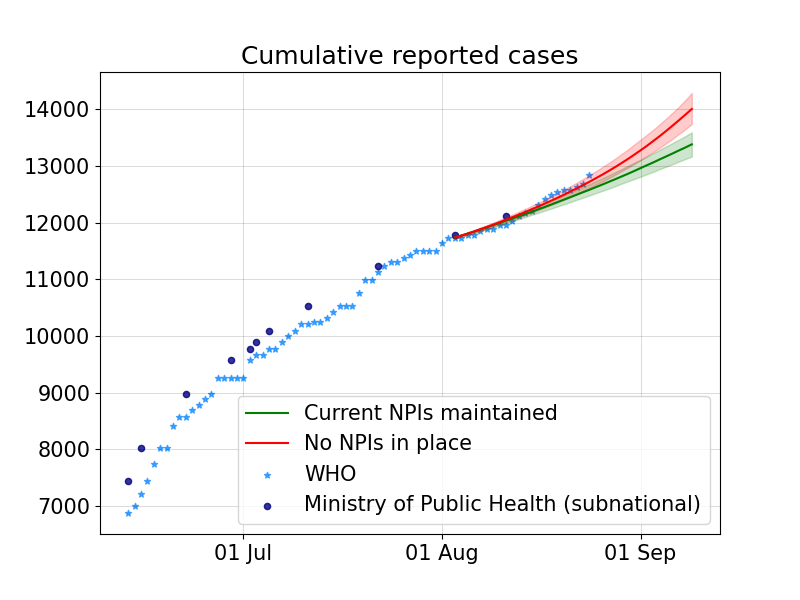 Cumulative reported cases
14000
13000
12000
11000
10000
9000
8000
7000
Current NPIs maintained
No NPIs in place
WHO
Ministry of Public Health (subnational)
01 Jul
01 Aug
01 Sep